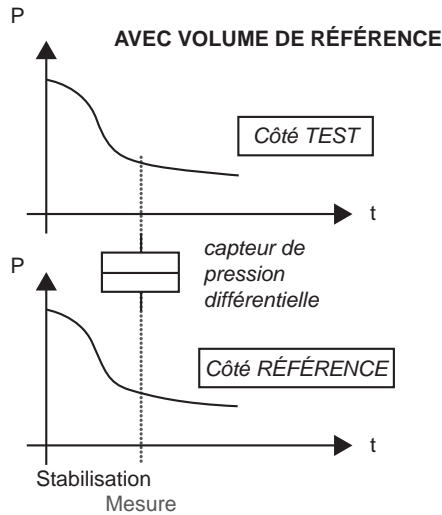 P
AVEC VOLUME DE RÉFÉRENCE
Côté TEST
t
capteur de
pression
différentielle
P
Côté RÉFÉRENCE
t
Stabilisation
Mesure